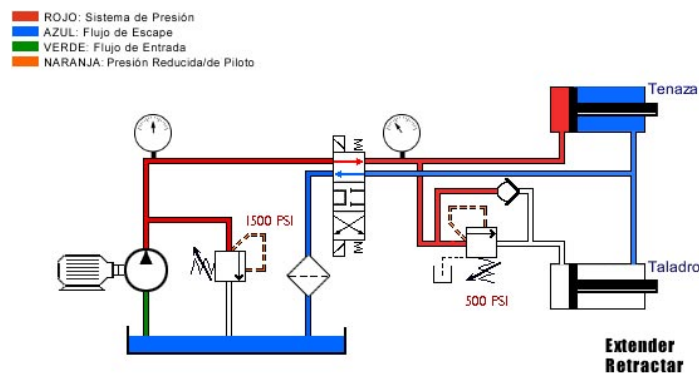 ROJO: Sistema de Presión
AZUL: Flujo de Escape
VERDE: Flujo de Entrada
NARANJA: Presión Reducida/de Piloto
Tenaza
1500 PSI
500 PSI
Taladro
Extender
Retractar